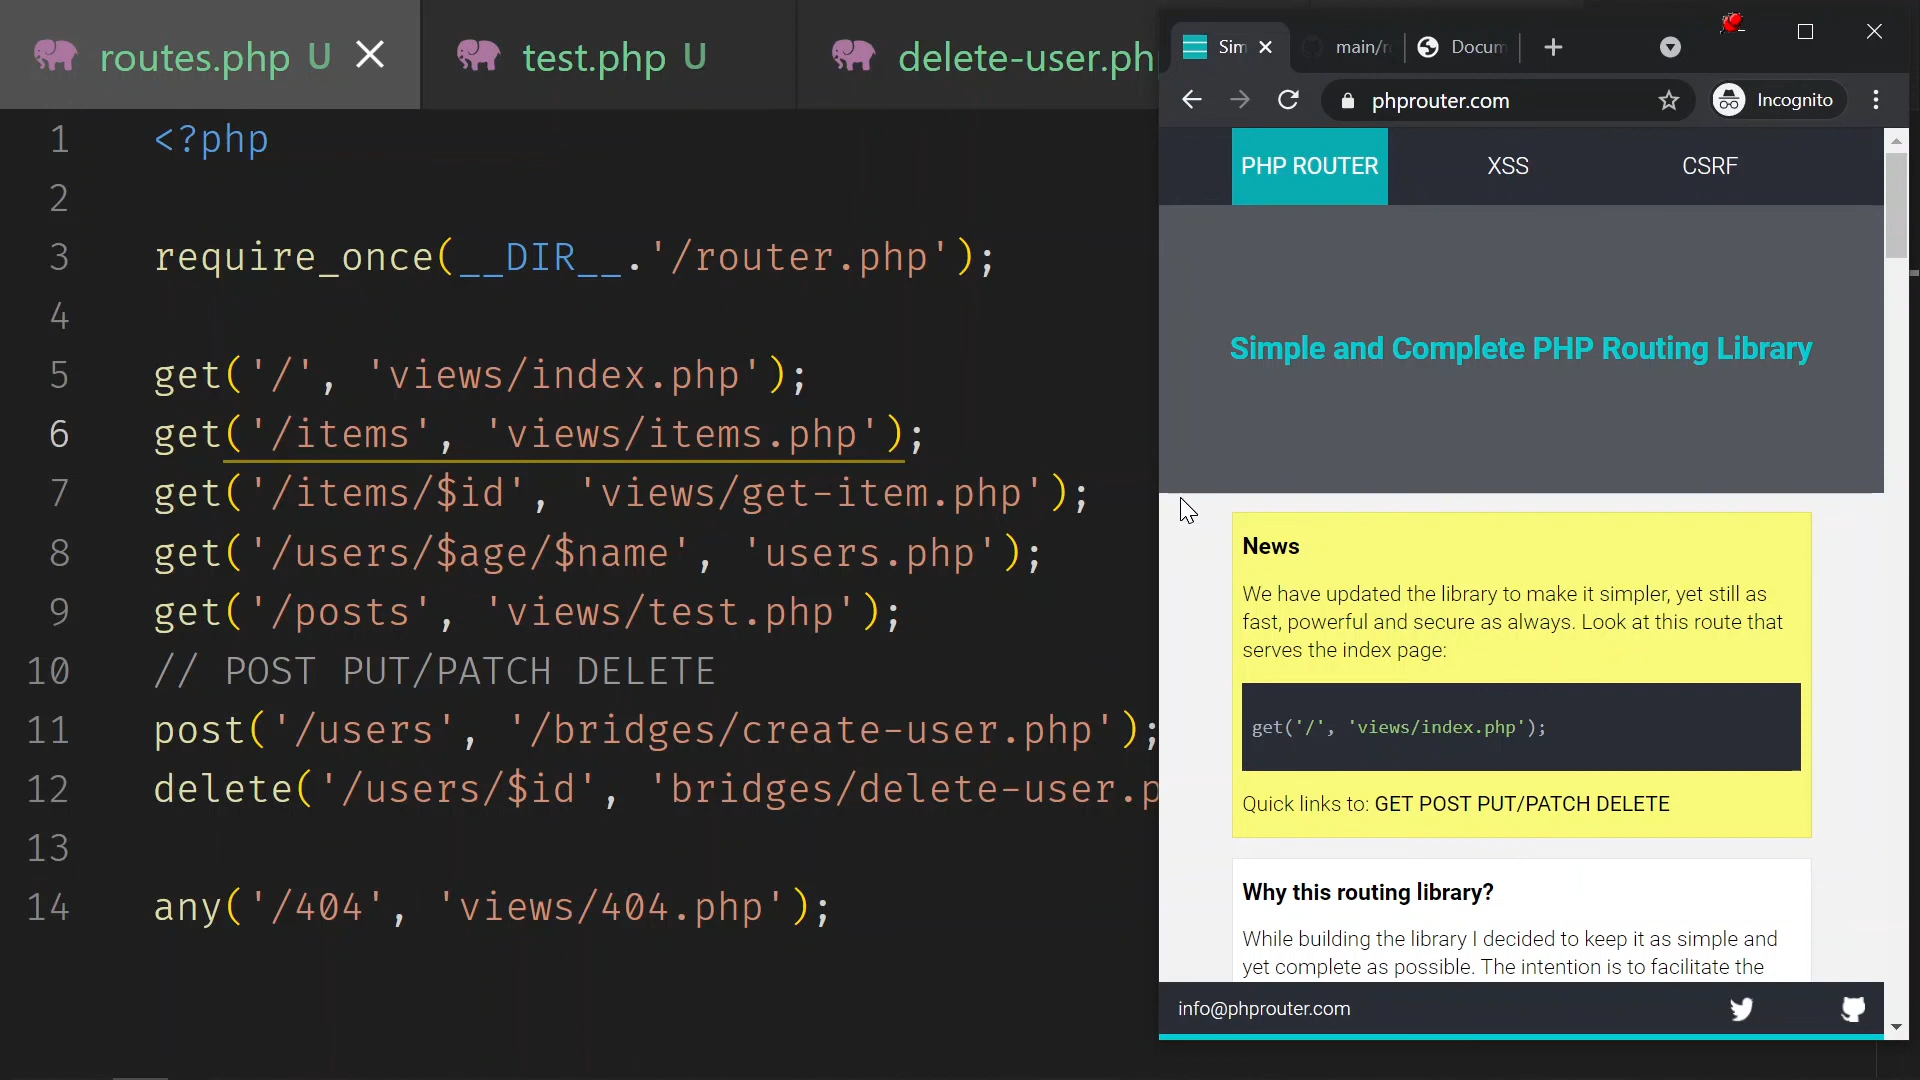 routes.php U
test.php U
delete-user.ph
1 <?php
2
3 require_once(__DIR__.'/router.php');
4
5 get('/', 'views/index.php');
6 get('/items', 'views/items.php');
7 get('/items/$id', 'views/get-item.php');
8 get('/users/$age/$name', 'users.php');
9 get('/posts', 'views/test.php');
10 // POST PUT/PATCH DELETE
11 post('/users', '/bridges/create-user.php');
12 delete('/users/$id', 'bridges/delete-user.p
13
14 any('/404', 'views/404.php');
Sim
main/r
Docum
phprouter.com
Incognito
PHP ROUTER
XSS
CSRF
Simple and Complete PHP Routing Library
News
We have updated the library to make it simpler, yet still as
fast, powerful and secure as always. Look at this route that
serves the index page:
get('/', 'views/index.php');
Quick links to: GET POST PUT/PATCH DELETE
Why this routing library?
While building the library I decided to keep it as simple and
yet complete as possible. The intention is to facilitate the
info@phprouter.com